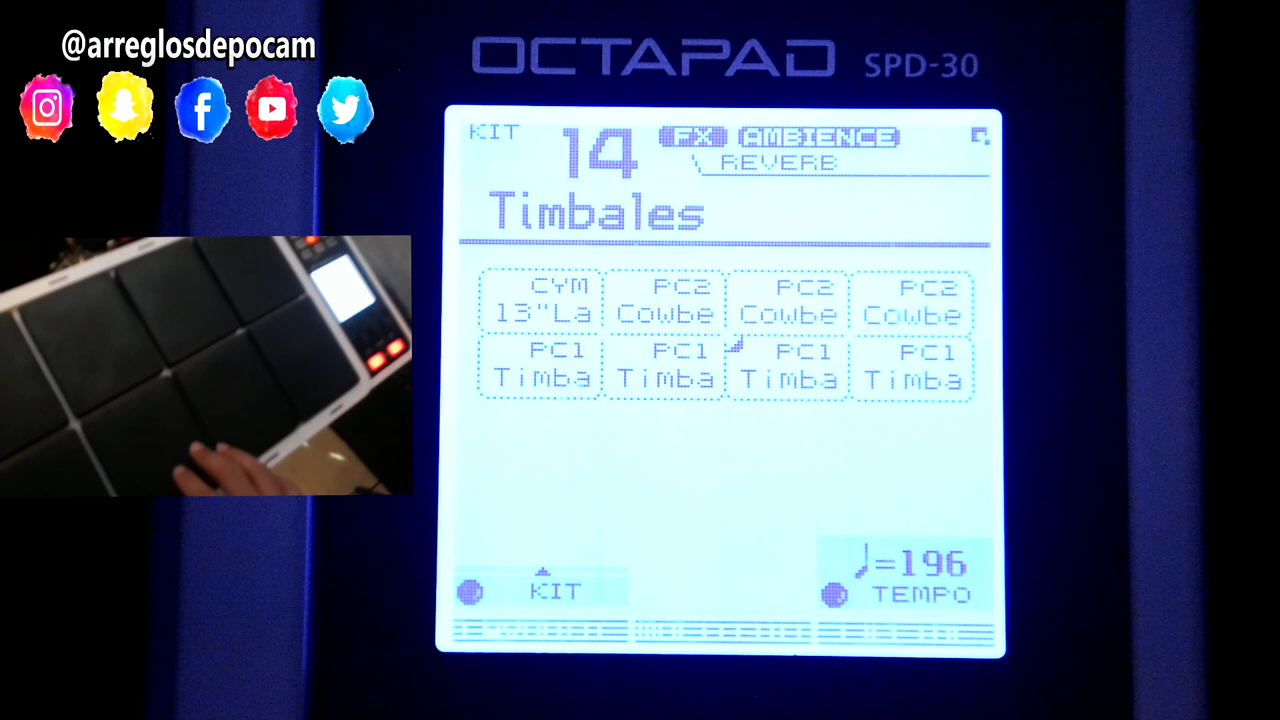 @arreglosdepocam
OCTAPAD SPD-30
KIT 14 FX AMBIENCE
REVERB
Timbales
CYM PC2 PC2 PC2
13"La Cowbe Cowbe Cowbe
PC1 PC1 PC1 PC1
Timba Timba Timba Timba
♩=196
KIT TEMPO